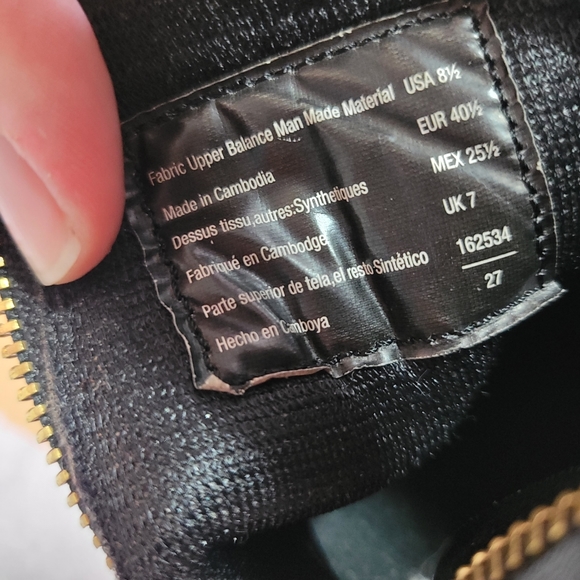 Fabric Upper Balance Man Made Material
Made in Cambodia
Dessus tissu,autres:Synthetiques
Fabriqué en Cambodge
Parte superior de tela,el resto Sintético
Hecho en Camboya
USA 8½
EUR 40½
MEX 25½
UK 7
162534
27